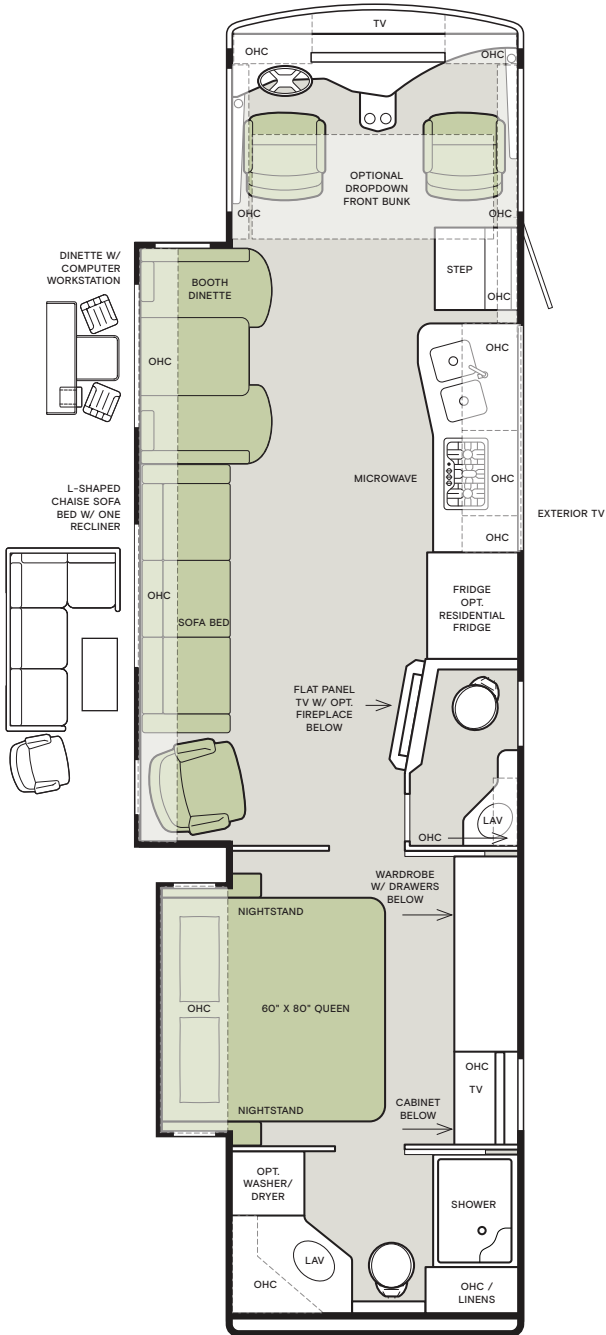 TV
OHC
OHC
OPTIONAL
DROPDOWN
FRONT BUNK
OHC
OHC
DINETTE W/
COMPUTER
WORKSTATION
BOOTH
DINETTE
STEP
OHC
OHC
OHC
L-SHAPED
CHAISE SOFA
BED W/ ONE
RECLINER
MICROWAVE
OHC
EXTERIOR TV
OHC
OHC
SOFA BED
FRIDGE
OPT.
RESIDENTIAL
FRIDGE
FLAT PANEL
TV W/ OPT.
FIREPLACE
BELOW
LAV
OHC
WARDROBE
W/ DRAWERS
BELOW
NIGHTSTAND
OHC
60" X 80" QUEEN
OHC
TV
NIGHTSTAND
CABINET
BELOW
OPT.
WASHER/
DRYER
SHOWER
LAV
OHC
OHC /
LINENS